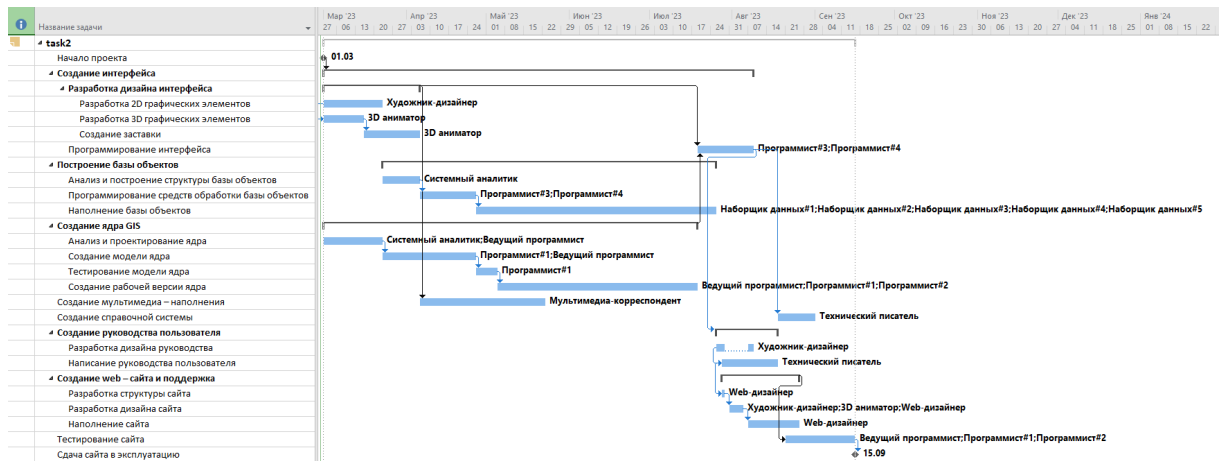 Мар '23 Апр '23 Май '23 Июн '23 Июл '23 Авг '23 Сен '23 Окт '23 Ноя '23 Дек '23 Янв '24
Название задачи 27 06 13 20 27 03 10 17 24 01 08 15 22 29 05 12 19 26 03 10 17 24 31 07 14 21 28 04 11 18 25 02 09 16 23 30 06 13 20 27 04 11 18 25 01 08 15 22
task2
Начало проекта 01.03
Создание интерфейса
Разработка дизайна интерфейса
Разработка 2D графических элементов Художник-дизайнер
Разработка 3D графических элементов 3D аниматор
Создание заставки 3D аниматор
Программирование интерфейса Программист#3;Программист#4
Построение базы объектов
Анализ и построение структуры базы объектов Системный аналитик
Программирование средств обработки базы объектов Программист#3;Программист#4
Наполнение базы объектов Наборщик данных#1;Наборщик данных#2;Наборщик данных#3;Наборщик данных#4;Наборщик данных#5
Создание ядра GIS
Анализ и проектирование ядра Системный аналитик;Ведущий программист
Создание модели ядра Программист#1;Ведущий программист
Тестирование модели ядра Программист#1
Создание рабочей версии ядра Ведущий программист;Программист#1;Программист#2
Создание мультимедиа – наполнения Мультимедиа-корреспондент
Создание справочной системы Технический писатель
Создание руководства пользователя
Разработка дизайна руководства Художник-дизайнер
Написание руководства пользователя Технический писатель
Создание web – сайта и поддержка
Разработка структуры сайта Web-дизайнер
Разработка дизайна сайта Художник-дизайнер;3D аниматор;Web-дизайнер
Наполнение сайта Web-дизайнер
Тестирование сайта Ведущий программист;Программист#1;Программист#2
Сдача сайта в эксплуатацию 15.09